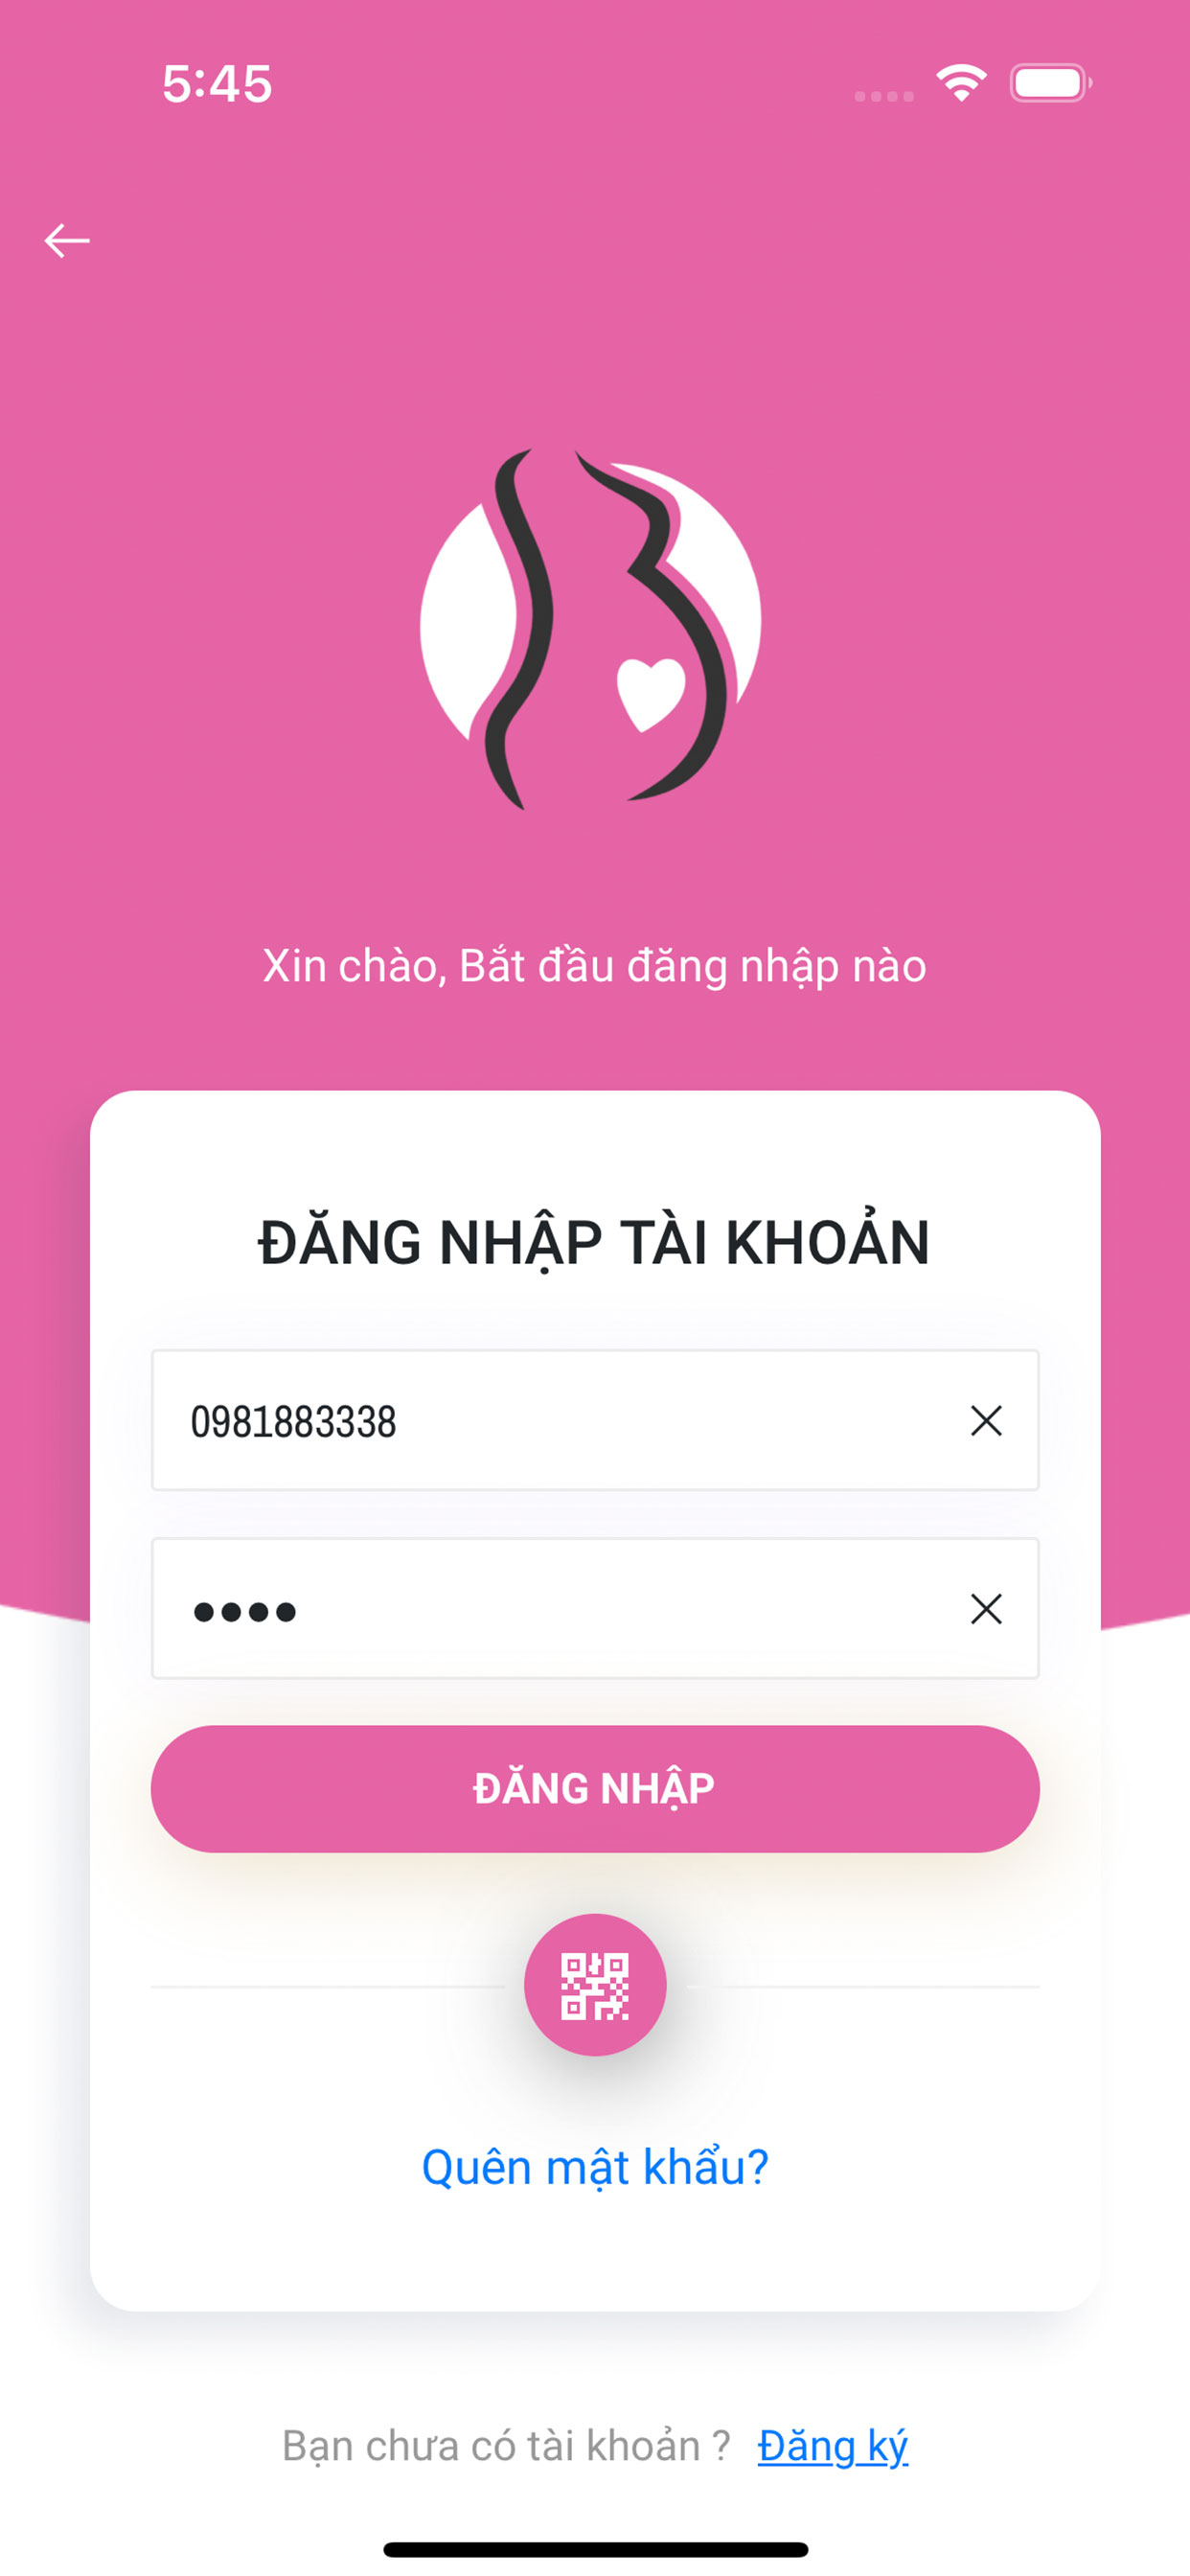 5:45
Xin chào, Bắt đầu đăng nhập nào
ĐĂNG NHẬP TÀI KHOẢN
0981883338
••••
ĐĂNG NHẬP
Quên mật khẩu?
Bạn chưa có tài khoản ? Đăng ký